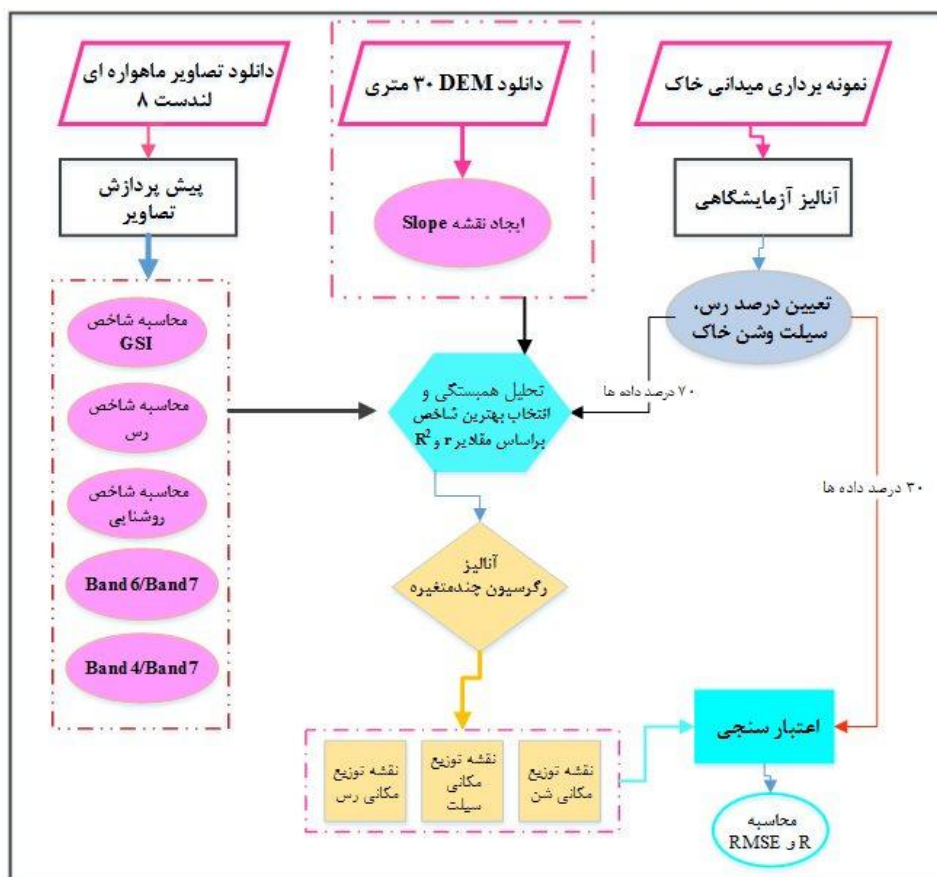 نمونه برداری میدانی خاک
دانلود DEM ۳۰ متری
دانلود تصاویر ماهواره ای
لندست ۸
آنالیز آزمایشگاهی
ایجاد نقشه Slope
پیش پردازش
تصاویر
تعیین درصد رس،
سیلت وشن خاک
محاسبه شاخص
GSI
محاسبه شاخص
رس
محاسبه شاخص
روشنایی
Band 6/Band 7
Band 4/Band 7
۷۰ درصد داده ها
تحلیل همبستگی و
انتخاب بهترین شاخص
براساس مقادیر r و R²
۳۰ درصد داده ها
آنالیز
رگرسیون چندمتغیره
نقشه توزیع
مکانی شن
نقشه توزیع
مکانی
سیلت
نقشه توزیع
مکانی رس
اعتبار سنجی
محاسبه
R و RMSE